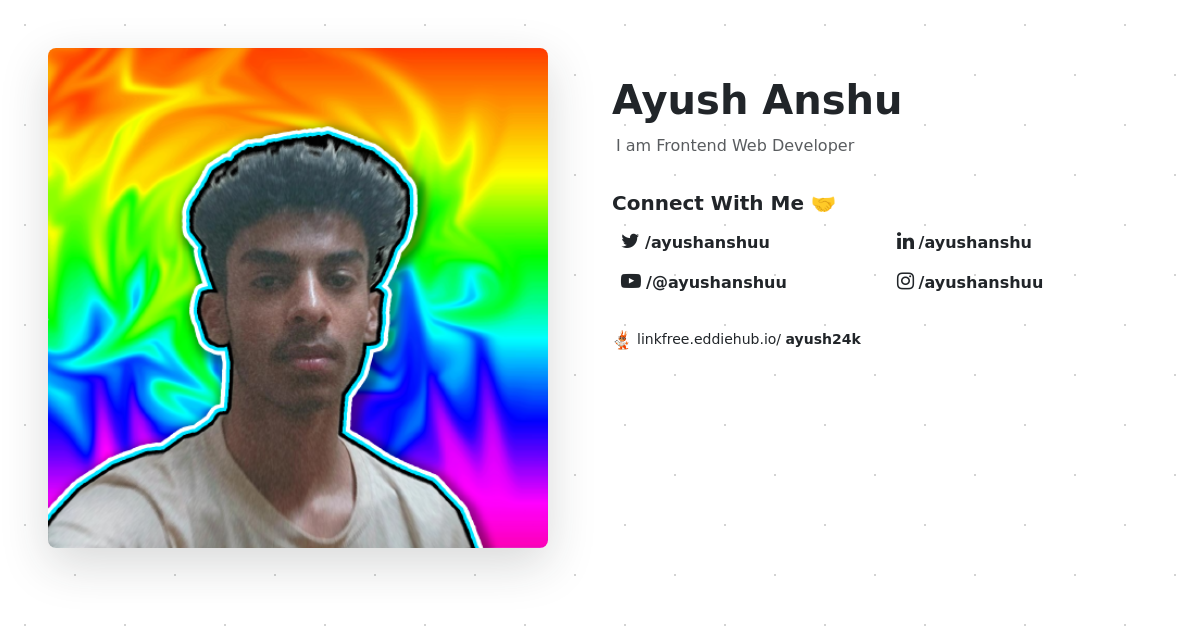 Ayush Anshu
I am Frontend Web Developer
Connect With Me 🤝
/ayushanshuu
/ayushanshu
/@ayushanshuu
/ayushanshuu
linkfree.eddiehub.io/ ayush24k